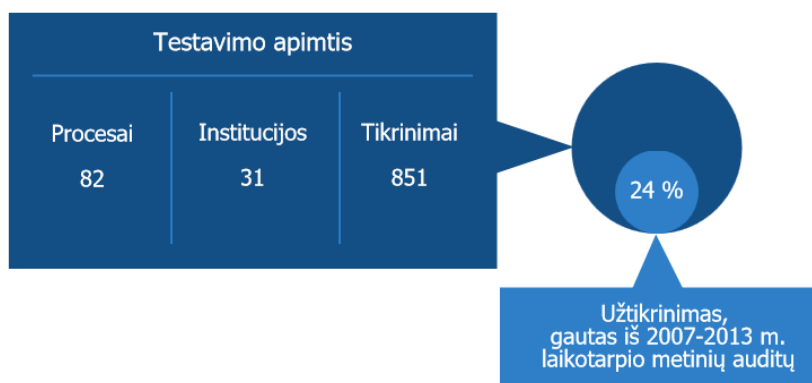 Testavimo apimtis
Procesai
82
Institucijos
31
Tikrinimai
851
24 %
Užtikrinimas,
gautas iš 2007-2013 m.
laikotarpio metinių auditų